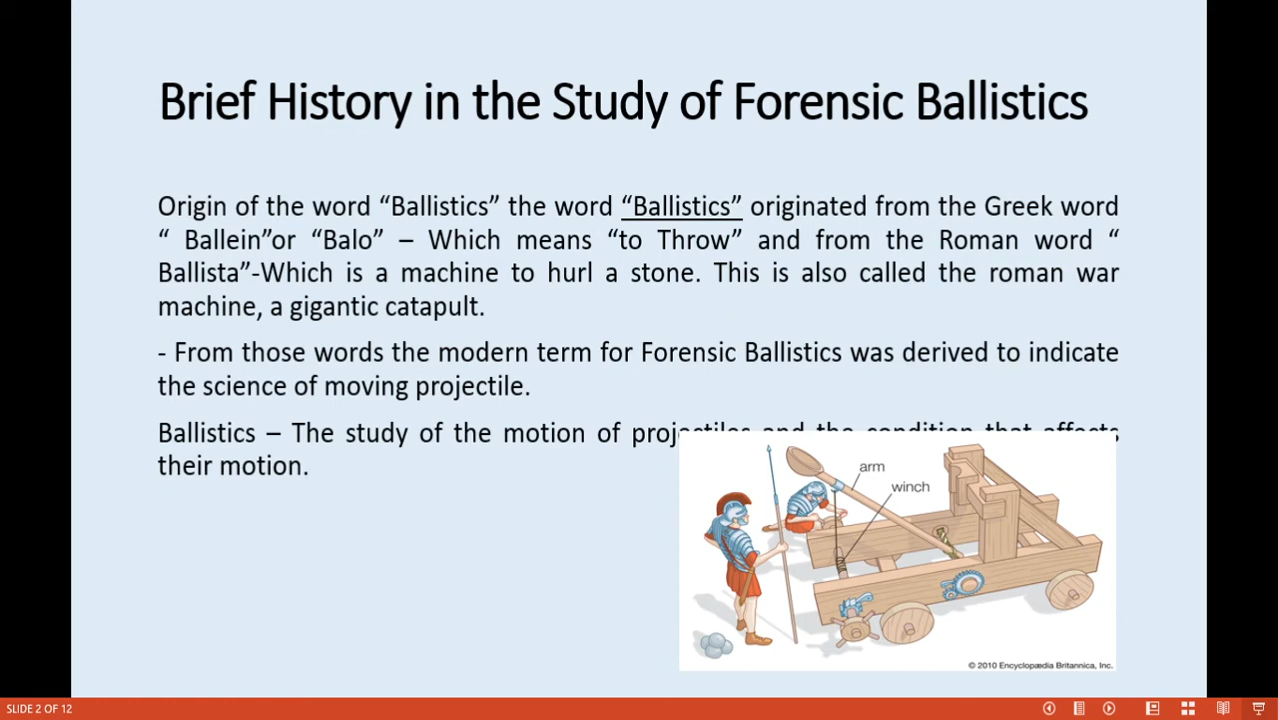 Brief History in the Study of Forensic Ballistics
Origin of the word “Ballistics” the word “Ballistics” originated from the Greek word
“ Ballein”or “Balo” – Which means “to Throw” and from the Roman word “
Ballista”-Which is a machine to hurl a stone. This is also called the roman war
machine, a gigantic catapult.
- From those words the modern term for Forensic Ballistics was derived to indicate
the science of moving projectile.
Ballistics – The study of the motion of projectiles and the condition that affects
their motion.
arm
winch
© 2010 Encyclopædia Britannica, Inc.
SLIDE 2 OF 12